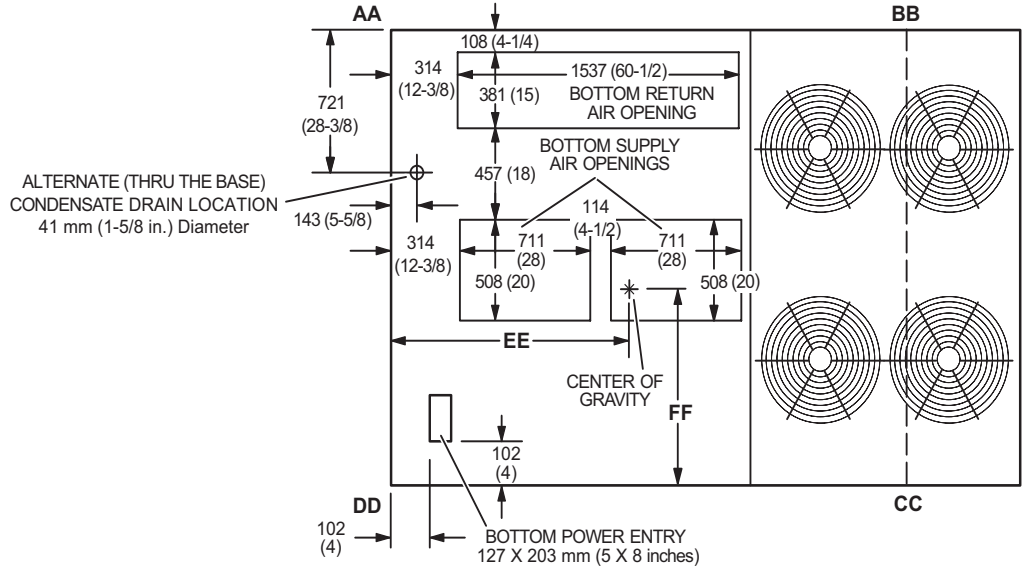 AA
BB
108 (4-1/4)
314
(12-3/8)
1537 (60-1/2)
381 (15)
BOTTOM RETURN
AIR OPENING
721
(28-3/8)
BOTTOM SUPPLY
AIR OPENINGS
457 (18)
ALTERNATE (THRU THE BASE)
CONDENSATE DRAIN LOCATION
41 mm (1-5/8 in.) Diameter
143 (5-5/8)
114
(4-1/2)
314
(12-3/8)
711
(28)
711
(28)
508 (20)
508 (20)
EE
CENTER OF
GRAVITY
FF
102
(4)
DD
CC
102
(4)
BOTTOM POWER ENTRY
127 X 203 mm (5 X 8 inches)